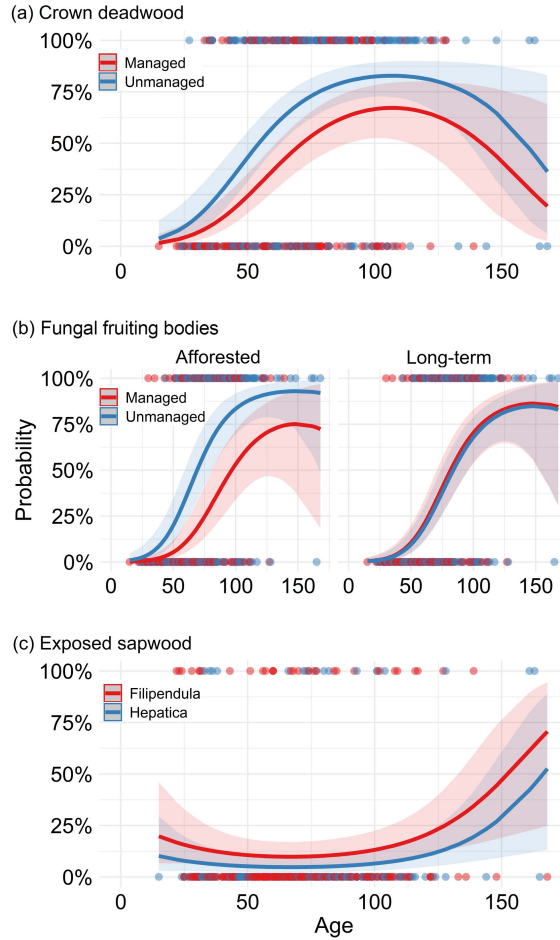 (a) Crown deadwood
100%
Managed
Unmanaged
75%
50%
25%
0%
0 50 100 150
(b) Fungal fruiting bodies
Afforested Long-term
100%
Managed
Unmanaged
75%
50%
25%
0%
Probability
0 50 100 150 0 50 100 150
(c) Exposed sapwood
100%
Filipendula
Hepatica
75%
50%
25%
0%
0 50 100 150
Age